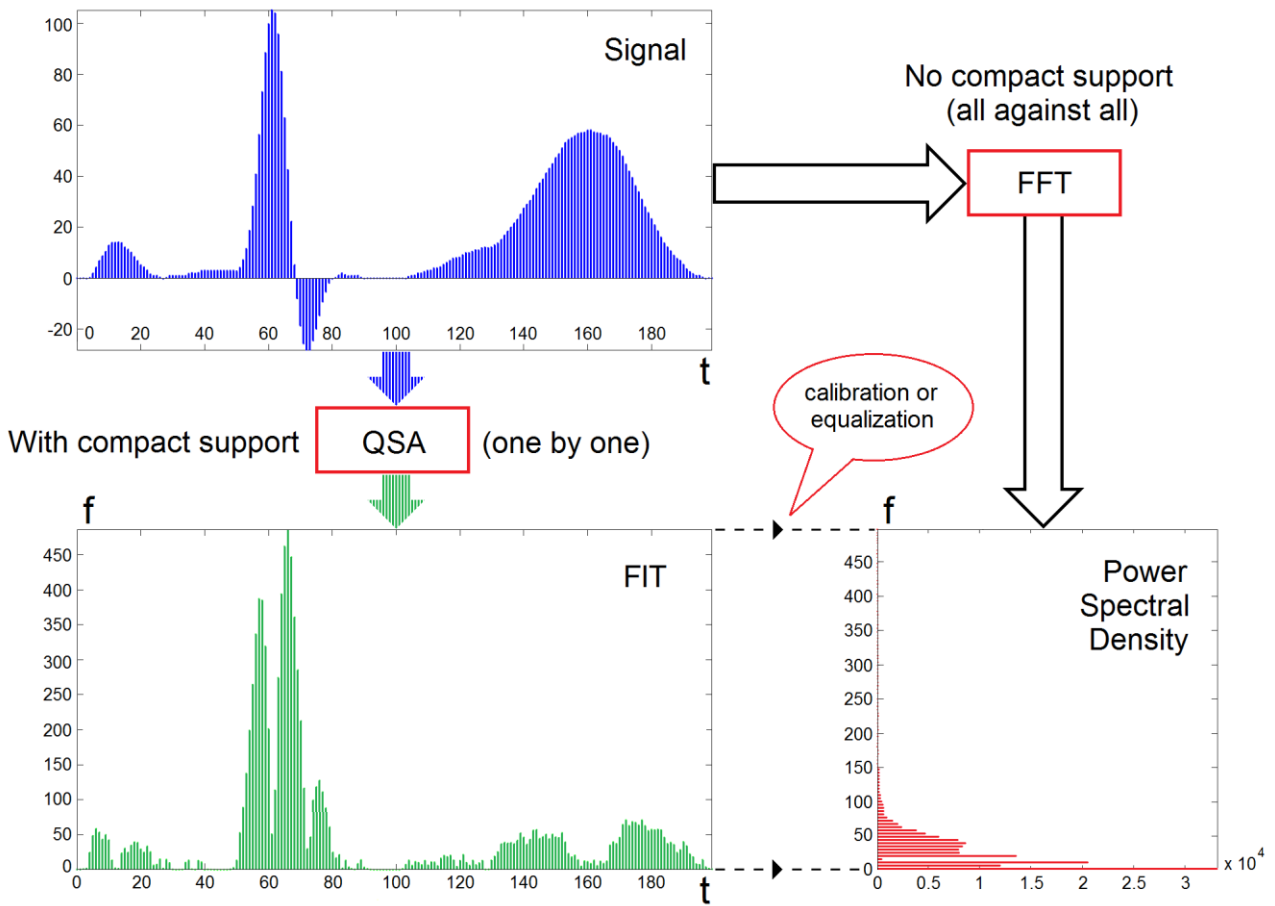 Signal
100
80
60
40
20
0
-20
0 20 40 60 80 100 120 140 160 180
t
No compact support
(all against all)
FFT
calibration or
equalization
With compact support
QSA
(one by one)
f
FIT
450
400
350
300
250
200
150
100
50
0
0 20 40 60 80 100 120 140 160 180
t
f
Power
Spectral
Density
450
400
350
300
250
200
150
100
50
0
0 0.5 1 1.5 2 2.5 3
x 10⁴